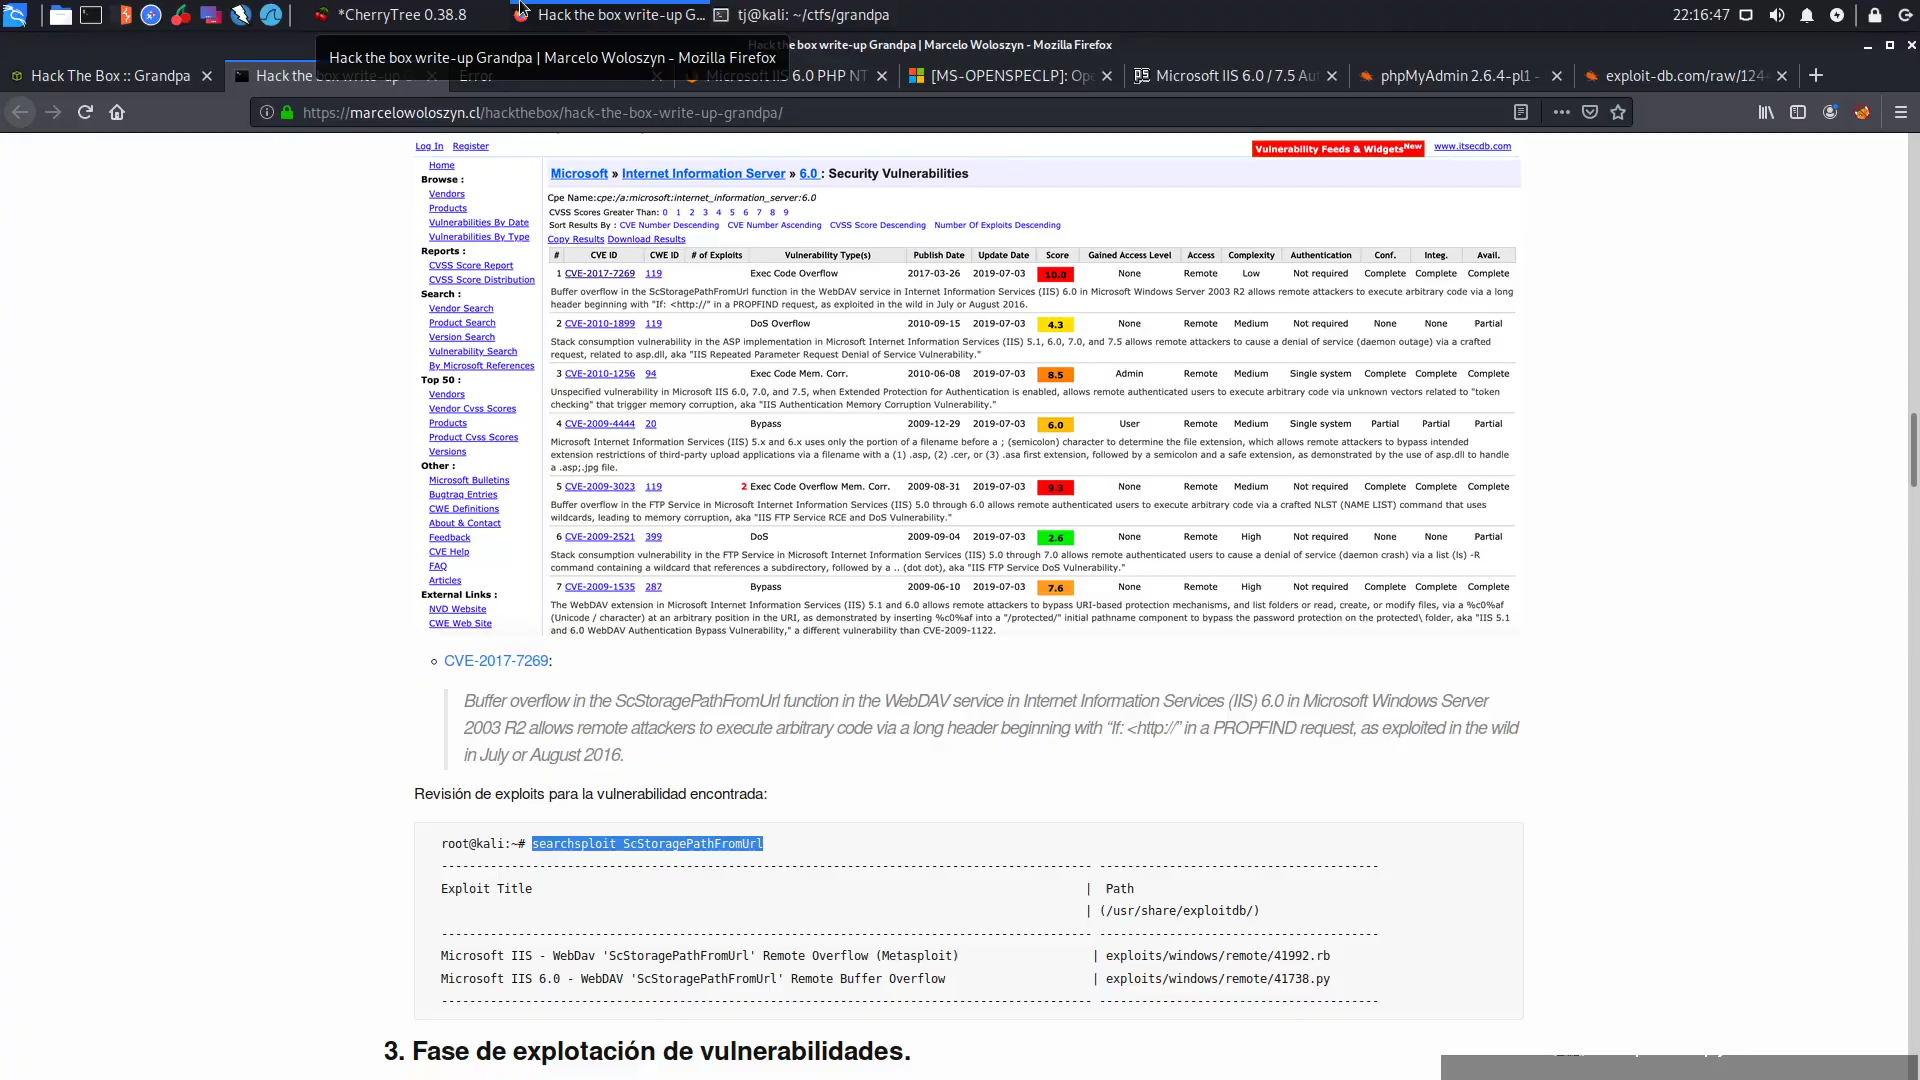 *CherryTree 0.38.8
Hack the box write-up G...
tj@kali: ~/ctfs/grandpa
22:16:47
Hack the box write-up Grandpa | Marcelo Woloszyn - Mozilla Firefox
Hack the box write-up Grandpa | Marcelo Woloszyn - Mozilla Firefox
Hack The Box :: Grandpa
Hack the box write-up
Error
Microsoft IIS 6.0 PHP NT
[MS-OPENSPECLP]: Ope
Microsoft IIS 6.0 / 7.5 Au
phpMyAdmin 2.6.4-pl1 -
exploit-db.com/raw/124
https://marcelowoloszyn.cl/hackthebox/hack-the-box-write-up-grandpa/
Log In Register
Vulnerability Feeds & WidgetsNew www.itsecdb.com
Home
Browse :
Vendors
Products
Vulnerabilities By Date
Vulnerabilities By Type
Reports :
CVSS Score Report
CVSS Score Distribution
Search :
Vendor Search
Product Search
Version Search
Vulnerability Search
By Microsoft References
Top 50 :
Vendors
Vendor Cvss Scores
Products
Product Cvss Scores
Versions
Other :
Microsoft Bulletins
Bugtraq Entries
CWE Definitions
About & Contact
Feedback
CVE Help
FAQ
Articles
External Links :
NVD Website
CWE Web Site
Microsoft » Internet Information Server » 6.0 : Security Vulnerabilities
Cpe Name:cpe:/a:microsoft:internet_information_server:6.0
CVSS Scores Greater Than: 0 1 2 3 4 5 6 7 8 9
Sort Results By : CVE Number Descending CVE Number Ascending CVSS Score Descending Number Of Exploits Descending
Copy Results Download Results
# CVE ID CWE ID # of Exploits Vulnerability Type(s) Publish Date Update Date Score Gained Access Level Access Complexity Authentication Conf. Integ. Avail.
1 CVE-2017-7269 119 Exec Code Overflow 2017-03-26 2019-07-03 10.0 None Remote Low Not required Complete Complete Complete
Buffer overflow in the ScStoragePathFromUrl function in the WebDAV service in Internet Information Services (IIS) 6.0 in Microsoft Windows Server 2003 R2 allows remote attackers to execute arbitrary code via a long
header beginning with "If: <http://" in a PROPFIND request, as exploited in the wild in July or August 2016.
2 CVE-2010-1899 119 DoS Overflow 2010-09-15 2019-07-03 4.3 None Remote Medium Not required None None Partial
Stack consumption vulnerability in the ASP implementation in Microsoft Internet Information Services (IIS) 5.1, 6.0, 7.0, and 7.5 allows remote attackers to cause a denial of service (daemon outage) via a crafted
request, related to asp.dll, aka "IIS Repeated Parameter Request Denial of Service Vulnerability."
3 CVE-2010-1256 94 Exec Code Mem. Corr. 2010-06-08 2019-07-03 8.5 Admin Remote Medium Single system Complete Complete Complete
Unspecified vulnerability in Microsoft IIS 6.0, 7.0, and 7.5, when Extended Protection for Authentication is enabled, allows remote authenticated users to execute arbitrary code via unknown vectors related to "token
checking" that trigger memory corruption, aka "IIS Authentication Memory Corruption Vulnerability."
4 CVE-2009-4444 20 Bypass 2009-12-29 2019-07-03 6.0 User Remote Medium Single system Partial Partial Partial
Microsoft Internet Information Services (IIS) 5.x and 6.x uses only the portion of a filename before a ; (semicolon) character to determine the file extension, which allows remote attackers to bypass intended
extension restrictions of third-party upload applications via a filename with a (1) .asp, (2) .cer, or (3) .asa first extension, followed by a semicolon and a safe extension, as demonstrated by the use of asp.dll to handle
a .asp;.jpg file.
5 CVE-2009-3023 119 2 Exec Code Overflow Mem. Corr. 2009-08-31 2019-07-03 9.3 None Remote Medium Not required Complete Complete Complete
Buffer overflow in the FTP Service in Microsoft Internet Information Services (IIS) 5.0 through 6.0 allows remote authenticated users to execute arbitrary code via a crafted NLST (NAME LIST) command that uses
wildcards, leading to memory corruption, aka "IIS FTP Service RCE and DoS Vulnerability."
6 CVE-2009-2521 399 DoS 2009-09-04 2019-07-03 2.6 None Remote High Not required None None Partial
Stack consumption vulnerability in the FTP Service in Microsoft Internet Information Services (IIS) 5.0 through 7.0 allows remote authenticated users to cause a denial of service (daemon crash) via a list (ls) -R
command containing a wildcard that references a subdirectory, followed by a .. (dot dot), aka "IIS FTP Service DoS Vulnerability."
7 CVE-2009-1535 287 Bypass 2009-06-10 2019-07-03 7.6 None Remote High Not required Complete Complete Complete
The WebDAV extension in Microsoft Internet Information Services (IIS) 5.1 and 6.0 allows remote attackers to bypass URI-based protection mechanisms, and list folders or read, create, or modify files, via a %c0%af
(Unicode / character) at an arbitrary position in the URI, as demonstrated by inserting %c0%af into a "/protected/" initial pathname component to bypass the password protection on the protected\ folder, aka "IIS 5.1
and 6.0 WebDAV Authentication Bypass Vulnerability," a different vulnerability than CVE-2009-1122.
CVE-2017-7269:
Buffer overflow in the ScStoragePathFromUrl function in the WebDAV service in Internet Information Services (IIS) 6.0 in Microsoft Windows Server
2003 R2 allows remote attackers to execute arbitrary code via a long header beginning with “If: <http://” in a PROPFIND request, as exploited in the wild
in July or August 2016.
Revisión de exploits para la vulnerabilidad encontrada:
root@kali:~# searchsploit ScStoragePathFromUrl
Exploit Title | Path
| (/usr/share/exploitdb/)
Microsoft IIS - WebDav 'ScStoragePathFromUrl' Remote Overflow (Metasploit) | exploits/windows/remote/41992.rb
Microsoft IIS 6.0 - WebDAV 'ScStoragePathFromUrl' Remote Buffer Overflow | exploits/windows/remote/41738.py
3. Fase de explotación de vulnerabilidades.